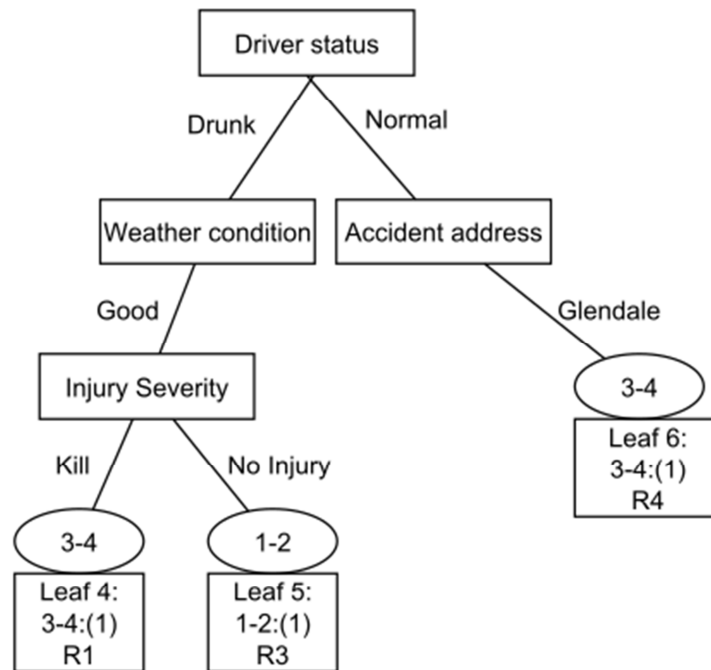 Driver status
Drunk
Normal
Weather condition
Accident address
Good
Glendale
Injury Severity
3-4
Leaf 6:
3-4:(1)
R4
Kill
No Injury
3-4
1-2
Leaf 4:
3-4:(1)
R1
Leaf 5:
1-2:(1)
R3